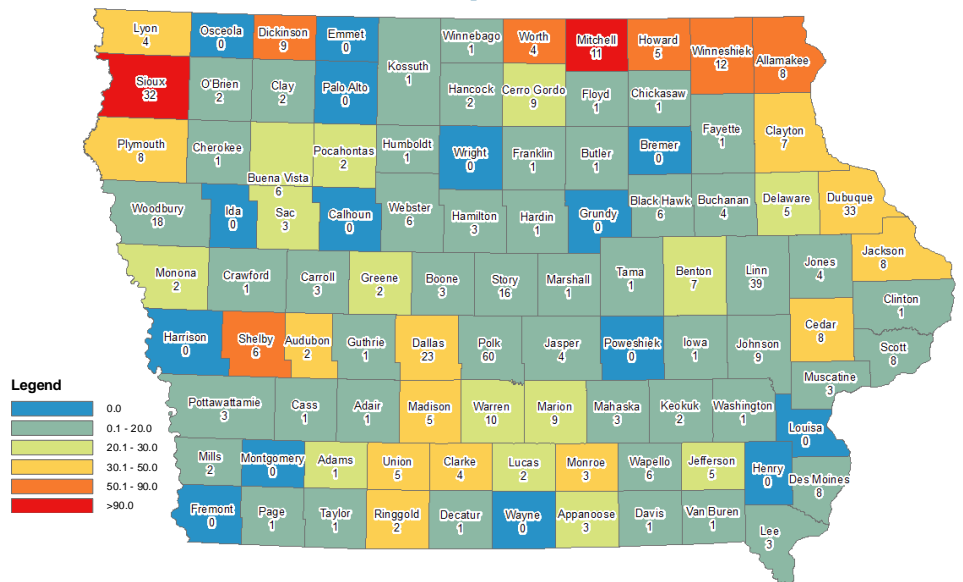 Lyon
4
Osceola
0
Dickinson
9
Emmet
0
Kossuth
1
Winnebago
1
Worth
4
Mitchell
11
Howard
5
Winneshiek
12
Allamakee
8
Sioux
32
O'Brien
2
Clay
2
Palo Alto
0
Hancock
2
Cerro Gordo
9
Floyd
1
Chickasaw
1
Plymouth
8
Cherokee
1
Buena Vista
6
Pocahontas
2
Humboldt
1
Wright
0
Franklin
1
Butler
1
Bremer
0
Fayette
1
Clayton
7
Woodbury
18
Ida
0
Sac
3
Calhoun
0
Webster
6
Hamilton
3
Hardin
1
Grundy
0
Black Hawk
6
Buchanan
4
Delaware
5
Dubuque
33
Monona
2
Crawford
1
Carroll
3
Greene
2
Boone
3
Story
16
Marshall
1
Tama
1
Benton
7
Linn
39
Jones
4
Jackson
8
Clinton
1
Harrison
0
Shelby
6
Audubon
2
Guthrie
1
Dallas
23
Polk
60
Jasper
4
Poweshiek
0
Iowa
1
Johnson
9
Cedar
8
Scott
8
Muscatine
3
Pottawattamie
3
Cass
1
Adair
1
Madison
5
Warren
10
Marion
9
Mahaska
3
Keokuk
2
Washington
1
Louisa
0
Mills
2
Montgomery
0
Adams
1
Union
5
Clarke
4
Lucas
2
Monroe
3
Wapello
6
Jefferson
5
Henry
0
Des Moines
8
Fremont
0
Page
1
Taylor
1
Ringgold
2
Decatur
1
Wayne
0
Appanoose
3
Davis
1
Van Buren
1
Lee
3
Legend
0.0
0.1 - 20.0
20.1 - 30.0
30.1 - 50.0
50.1 - 90.0
>90.0